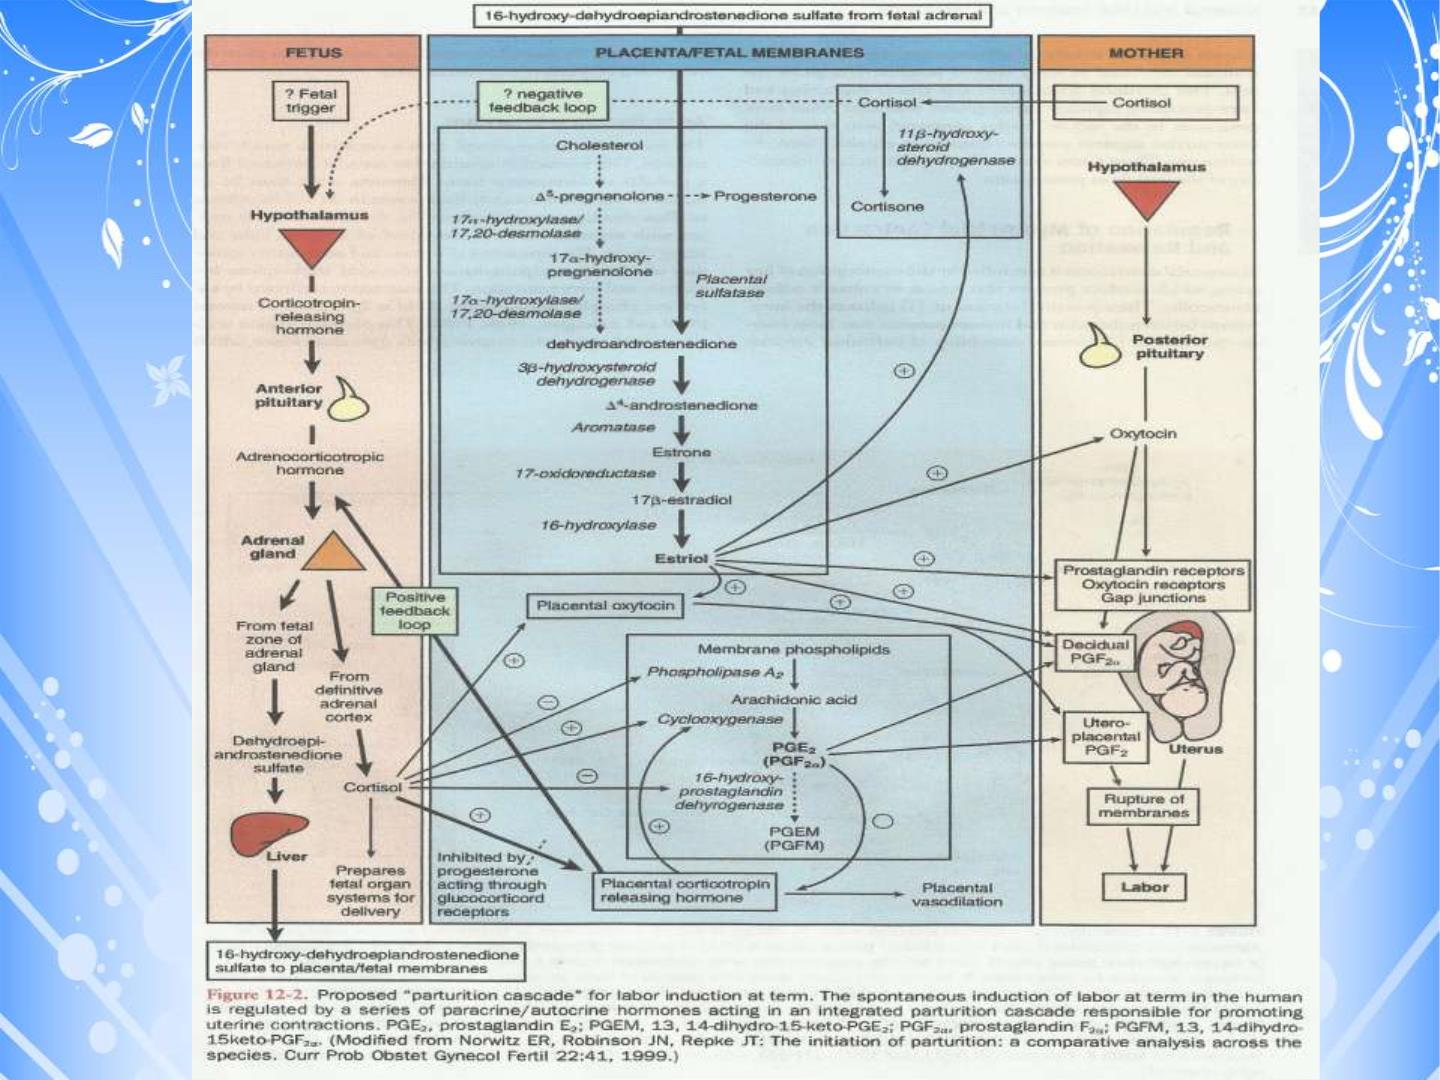 16-hydroxy-dehydroepiandrostenedione sulfate from fetal adrenal
FETUS
PLACENTA/FETAL MEMBRANES
MOTHER
? Fetal
trigger
Hypothalamus
Corticotropin-
releasing
hormone
Anterior
pituitary
Adrenocorticotropic
hormone
Adrenal
gland
From fetal
zone of
adrenal
gland
From
definitive
adrenal
cortex
Dehydroepi-
androstenedione
sulfate
Cortisol
Liver
Prepares
fetal organ
systems for
delivery
? negative
feedback loop
Cholesterol
Δ⁵-pregnenolone
Progesterone
17α-hydroxylase/
17,20-desmolase
17α-hydroxy-
pregnenolone
17α-hydroxylase/
17,20-desmolase
Placental
sulfatase
dehydroandrostenedione
3β-hydroxysteroid
dehydrogenase
Δ⁴-androstenedione
Aromatase
Estrone
17-oxidoreductase
17β-estradiol
16-hydroxylase
Estriol
Cortisol
11β-hydroxy-
steroid
dehydrogenase
Cortisone
Positive
feedback
loop
Placental oxytocin
Membrane phospholipids
Phospholipase A₂
Arachidonic acid
Cyclooxygenase
PGE₂
(PGF₂α)
16-hydroxy-
prostaglandin
dehyrogenase
PGEM
(PGFM)
Inhibited by
progesterone
acting through
glucocorticord
receptors
Placental corticotropin
releasing hormone
Placental
vasodilation
Cortisol
Hypothalamus
Posterior
pituitary
Oxytocin
Prostaglandin receptors
Oxytocin receptors
Gap junctions
Decidual
PGF₂α
Utero-
placental
PGF₂
Uterus
Rupture of
membranes
Labor
16-hydroxy-dehydroepiandrostenedione
sulfate to placenta/fetal membranes
Figure 12-2. Proposed "parturition cascade" for labor induction at term. The spontaneous induction of labor at term in the human
is regulated by a series of paracrine/autocrine hormones acting in an integrated parturition cascade responsible for promoting
uterine contractions. PGE₂, prostaglandin E₂; PGEM, 13, 14-dihydro-15-keto-PGE₂; PGF₂α, prostaglandin F₂α; PGFM, 13, 14-dihydro-
15keto-PGF₂α. (Modified from Norwitz ER, Robinson JN, Repke JT: The initiation of parturition: a comparative analysis across the
species. Curr Prob Obstet Gynecol Fertil 22:41, 1999.)